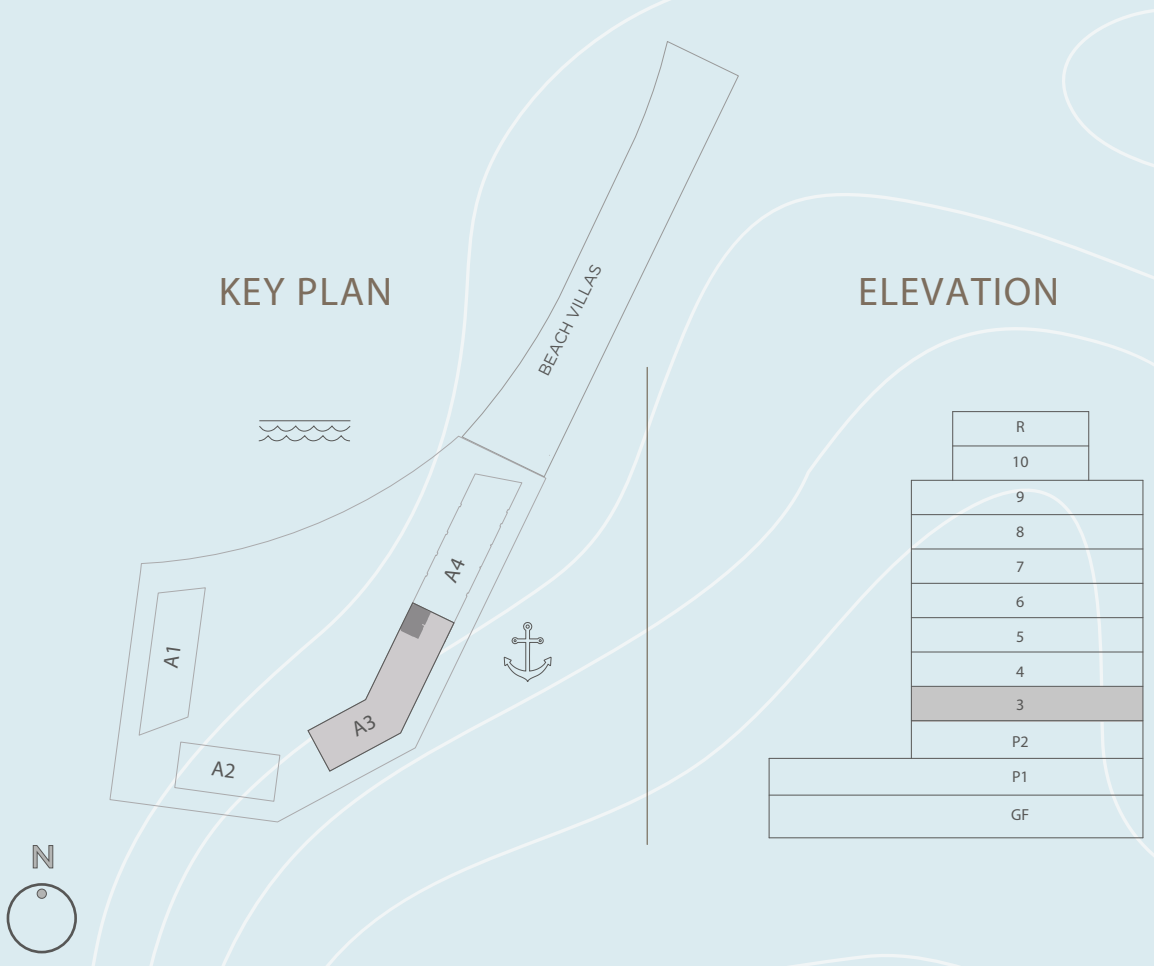 KEY PLAN
ELEVATION
BEACH VILLAS
A4
A1
A3
A2
N
R
10
9
8
7
6
5
4
3
P2
P1
GF